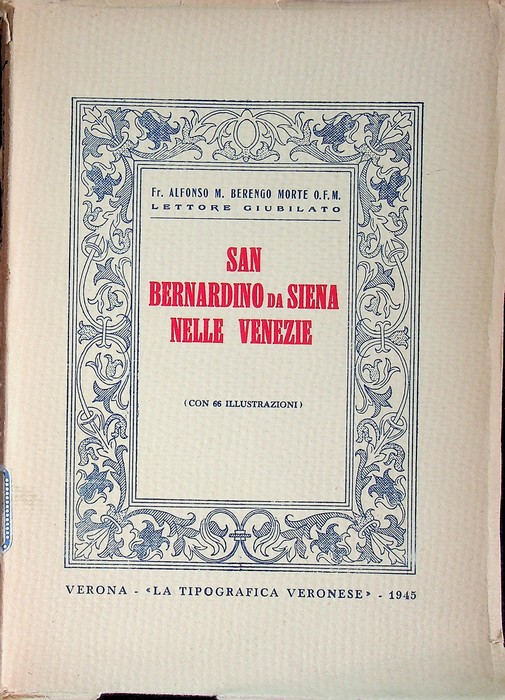 Fr. ALFONSO M. BERENGO MORTE O.F.M.
LETTORE GIUBILATO
SAN
BERNARDINO DA SIENA
NELLE VENEZIE
(CON 66 ILLUSTRAZIONI)
VERONA - «LA TIPOGRAFICA VERONESE» - 1945